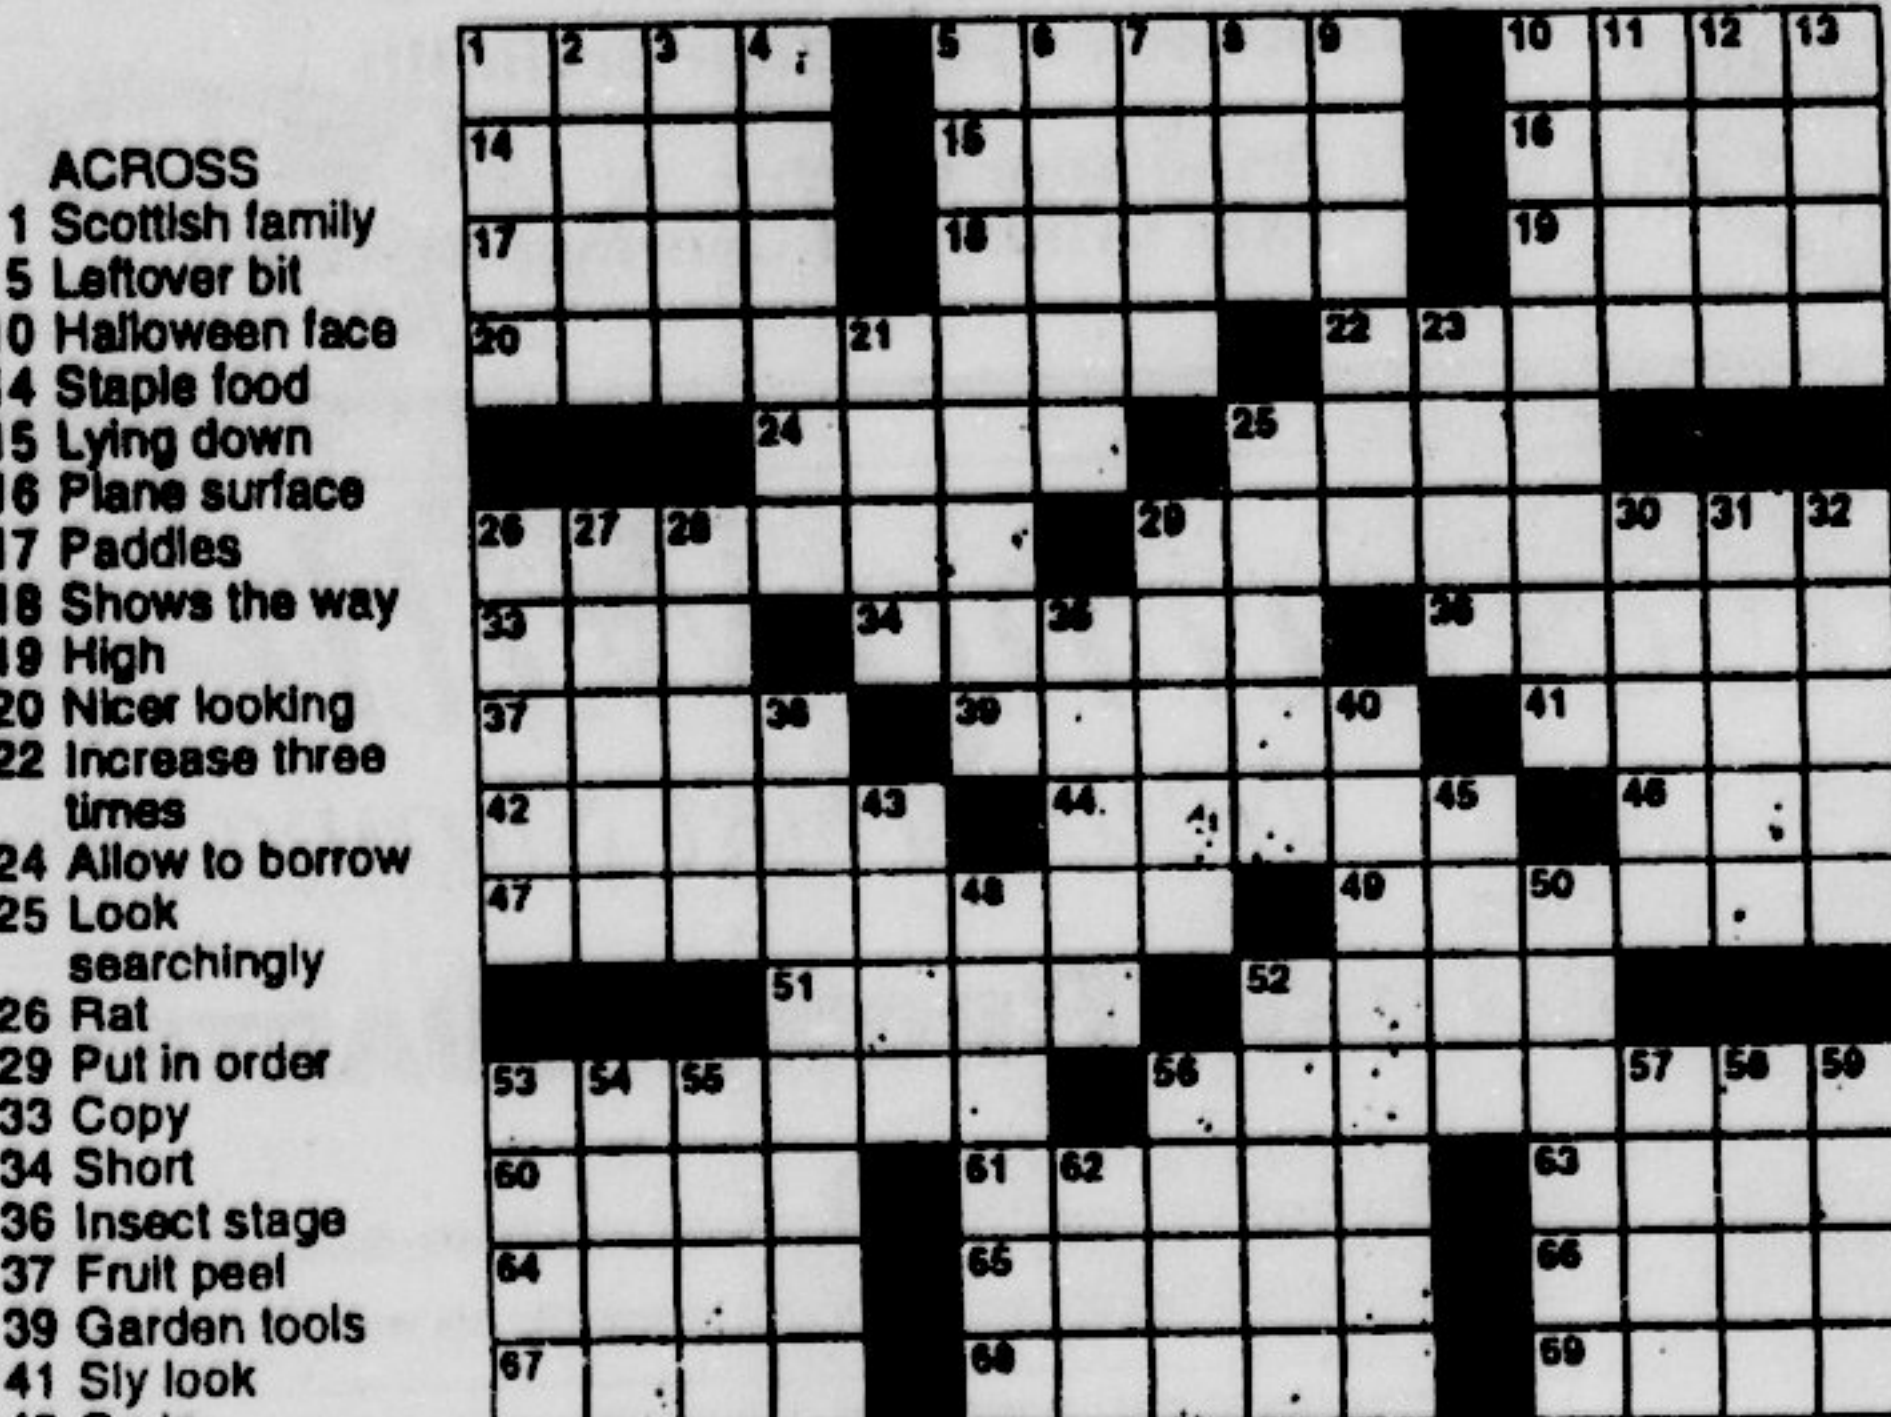 1 2 3 4 5 6 7 8 9 10 11 12 13
14 15 16
17 18 19
20 21 22 23
24 25
26 27 28 29 30 31 32
33 34 35 36
37 38 39 40 41
42 43 44 45 46
47 48 49 50
51 52
53 54 55 56 57 58 59
60 61 62 63
64 65 66
67 68 69
ACROSS
1 Scottish family
5 Leftover bit
0 Halloween face
4 Staple food
15 Lying down
16 Plane surface
17 Paddles
18 Shows the way
19 High
20 Nicer looking
22 Increase three
times
24 Allow to borrow
25 Look
searchingly
26 Rat
29 Put in order
33 Copy
34 Short
36 Insect stage
37 Fruit peel
39 Garden tools
41 Sly look